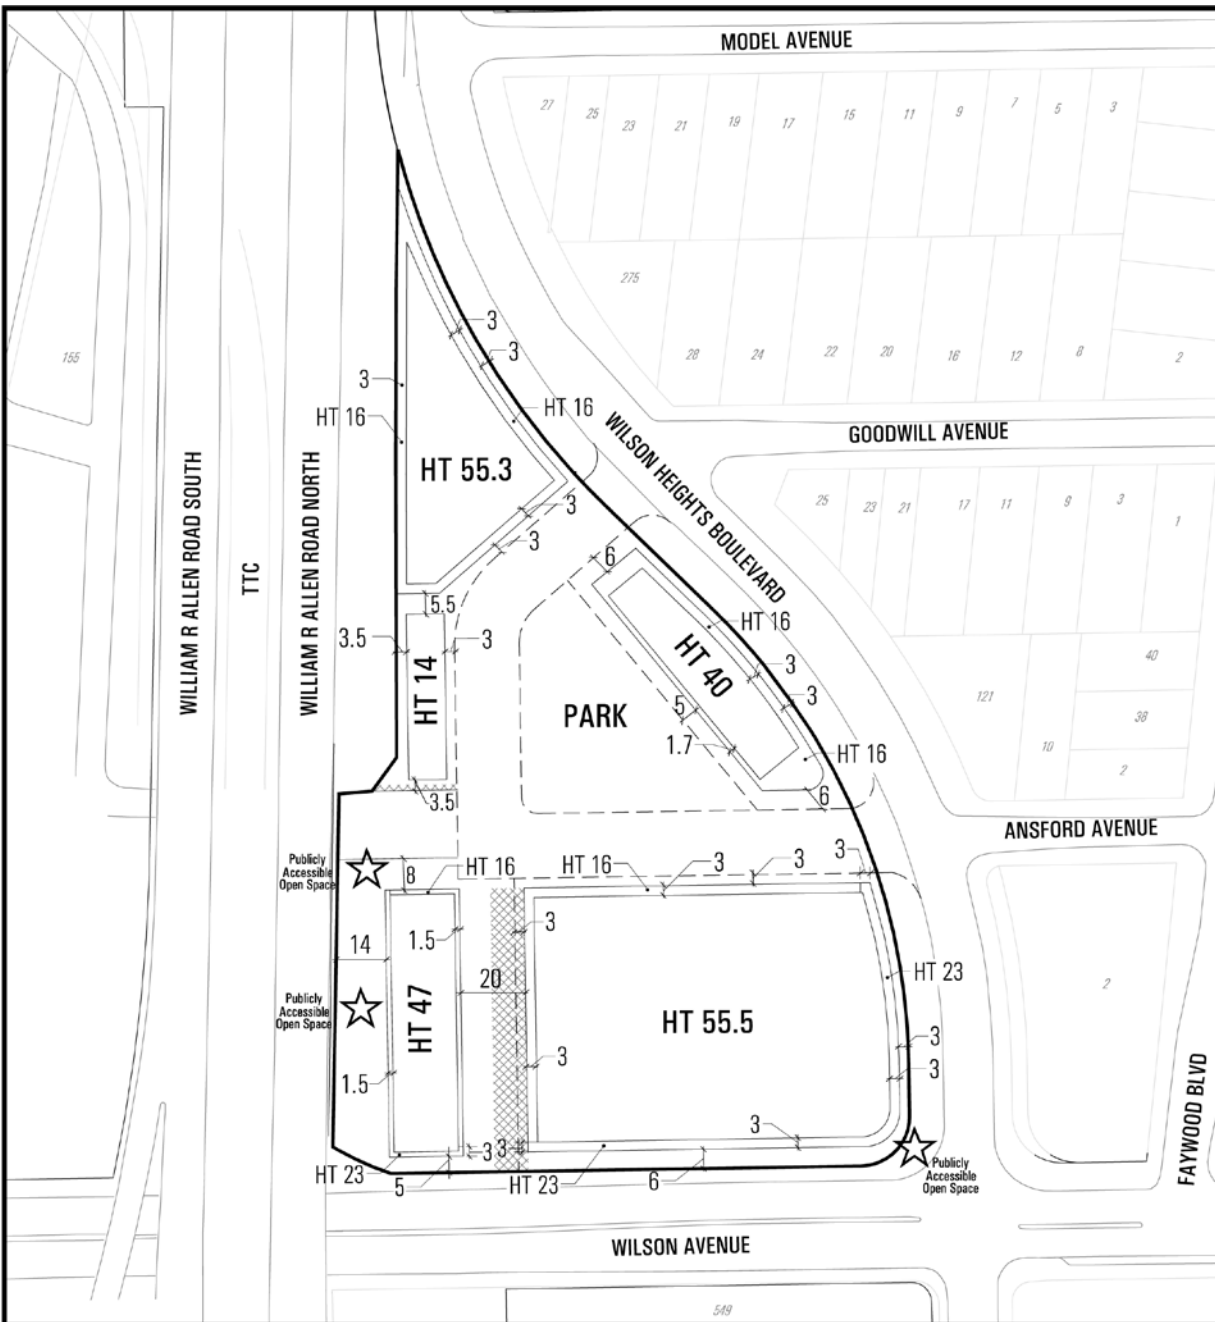 MODEL AVENUE
27
25
23
21
19
17
15
11
9
7
5
3
275
28
24
22
20
16
12
8
2
155
3
3
3
HT 16
HT 16
HT 55.3
WILSON HEIGHTS BOULEVARD
GOODWILL AVENUE
25
23
21
17
11
9
3
1
WILLIAM R ALLEN ROAD SOUTH
TTC
WILLIAM R ALLEN ROAD NORTH
3
3
6
5.5
3.5
3
HT 14
HT 16
HT 40
3
3
PARK
5
1.7
HT 16
6
3.5
121
10
40
38
2
ANSFORD AVENUE
Publicly
Accessible
Open Space
8
HT 16
HT 16
3
3
3
14
1.5
3
20
HT 23
Publicly
Accessible
Open Space
HT 47
HT 55.5
3
3
3
1.5
3
3
3
HT 23
5
HT 23
6
Publicly
Accessible
Open Space
2
FAYWOOD BLVD
WILSON AVENUE
549